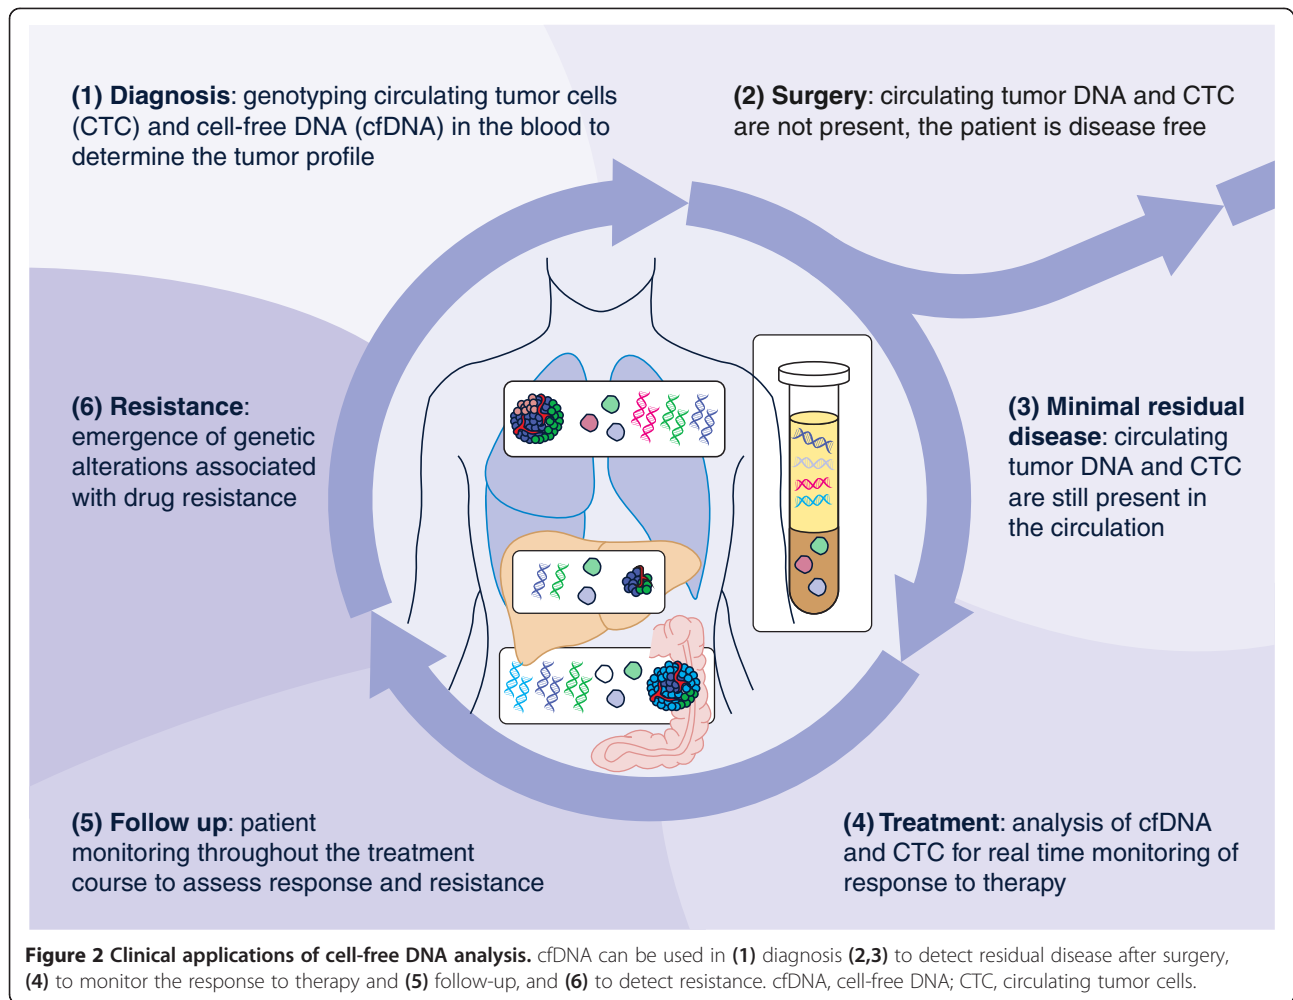 (1) Diagnosis: genotyping circulating tumor cells
(CTC) and cell-free DNA (cfDNA) in the blood to
determine the tumor profile
(2) Surgery: circulating tumor DNA and CTC
are not present, the patient is disease free
(3) Minimal residual
disease: circulating
tumor DNA and CTC
are still present in
the circulation
(6) Resistance:
emergence of genetic
alterations associated
with drug resistance
(5) Follow up: patient
monitoring throughout the treatment
course to assess response and resistance
(4) Treatment: analysis of cfDNA
and CTC for real time monitoring of
response to therapy
Figure 2 Clinical applications of cell-free DNA analysis. cfDNA can be used in (1) diagnosis (2,3) to detect residual disease after surgery,
(4) to monitor the response to therapy and (5) follow-up, and (6) to detect resistance. cfDNA, cell-free DNA; CTC, circulating tumor cells.